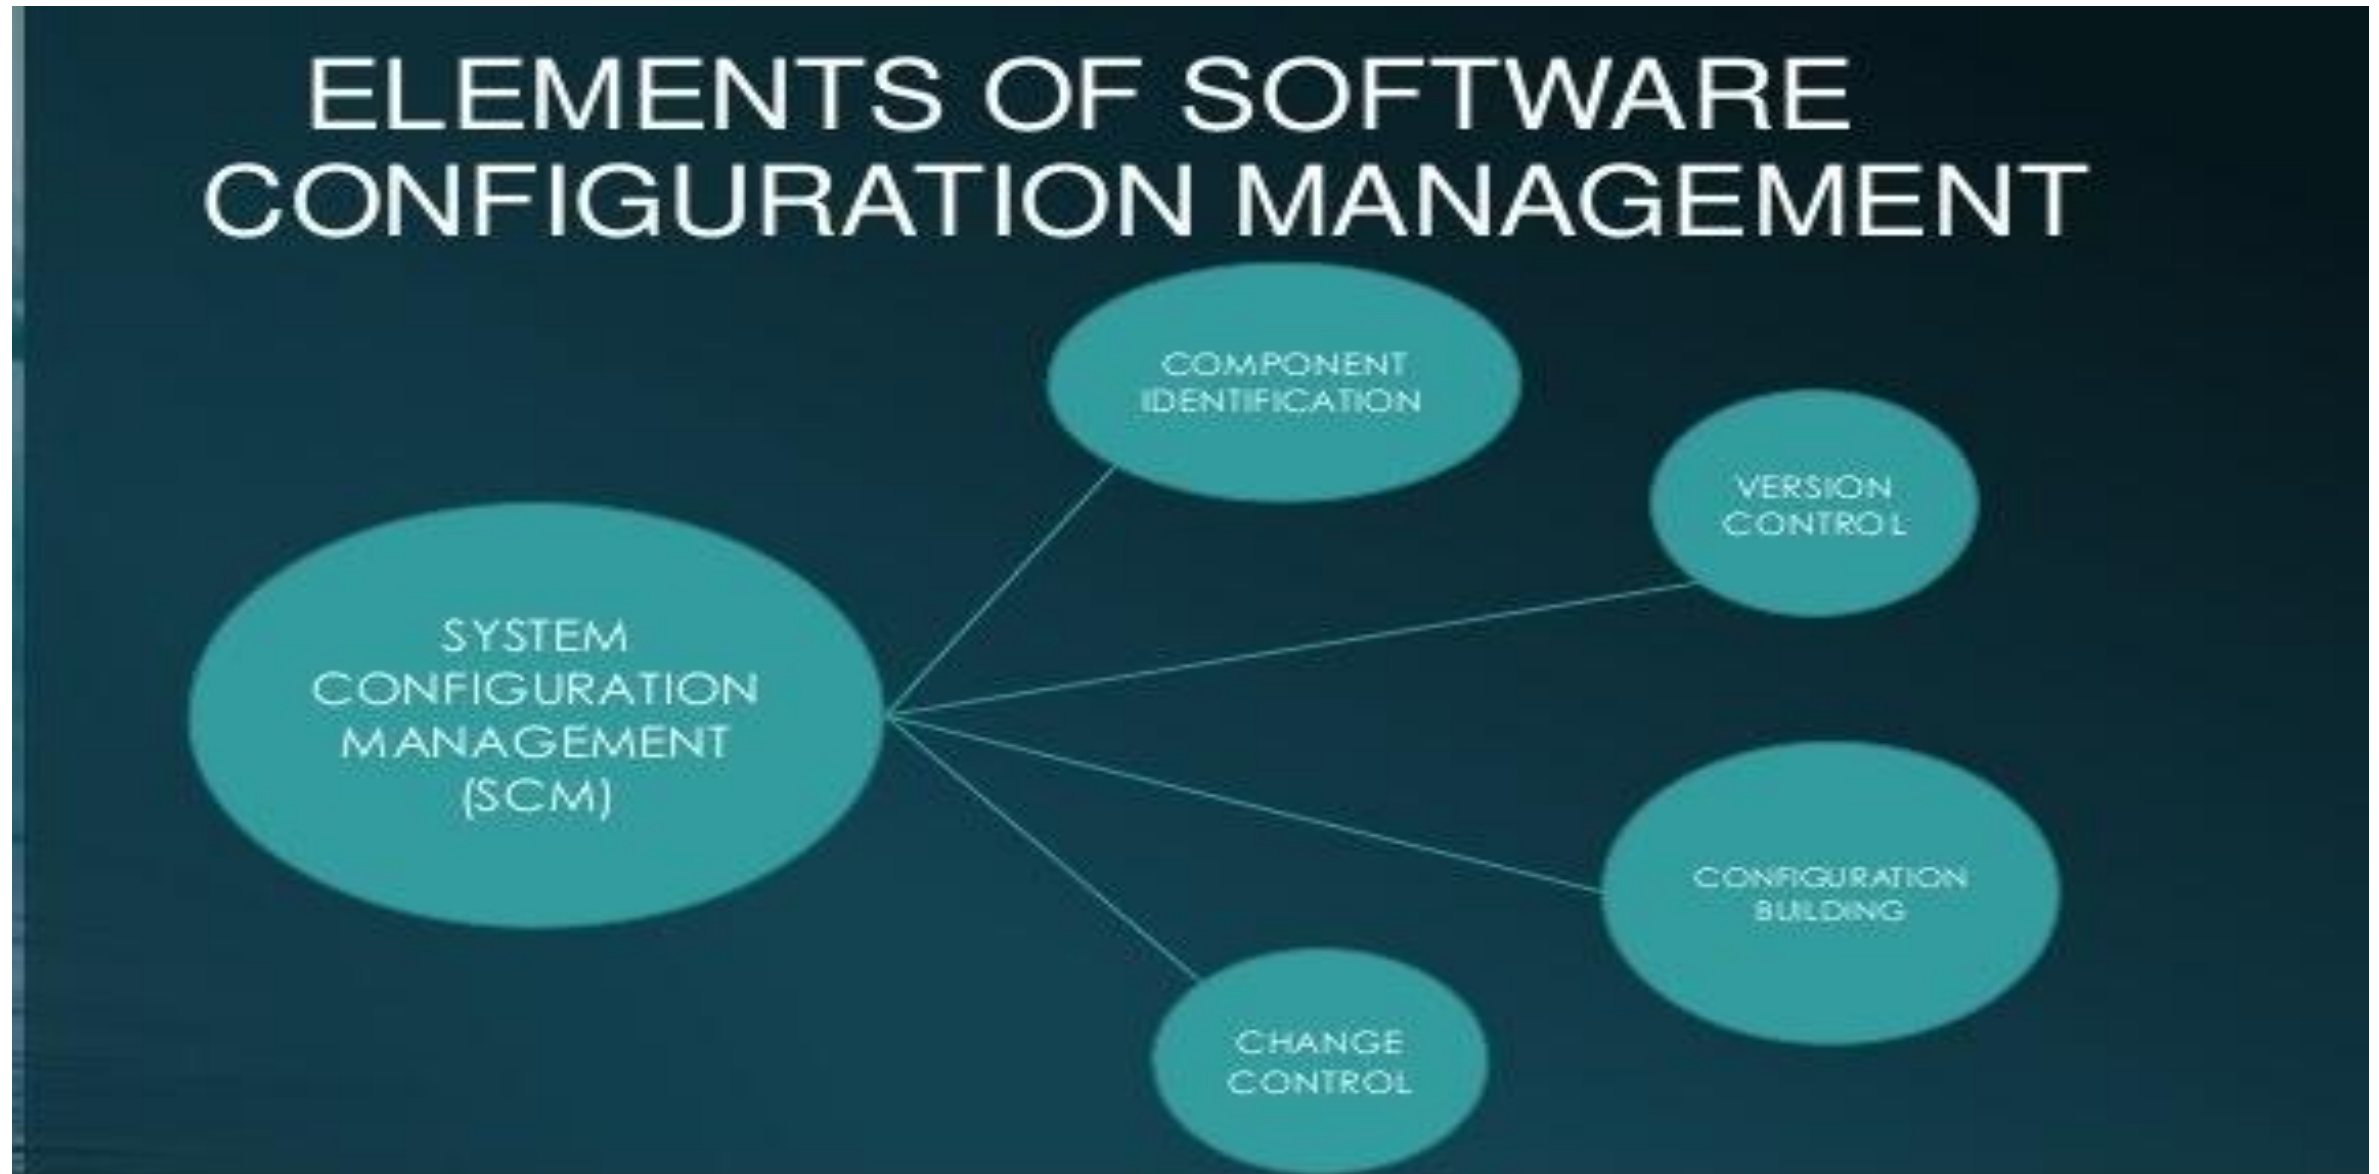 ELEMENTS OF SOFTWARE
CONFIGURATION MANAGEMENT
COMPONENT
IDENTIFICATION
VERSION
CONTROL
SYSTEM
CONFIGURATION
MANAGEMENT
(SCM)
CONFIGURATION
BUILDING
CHANGE
CONTROL